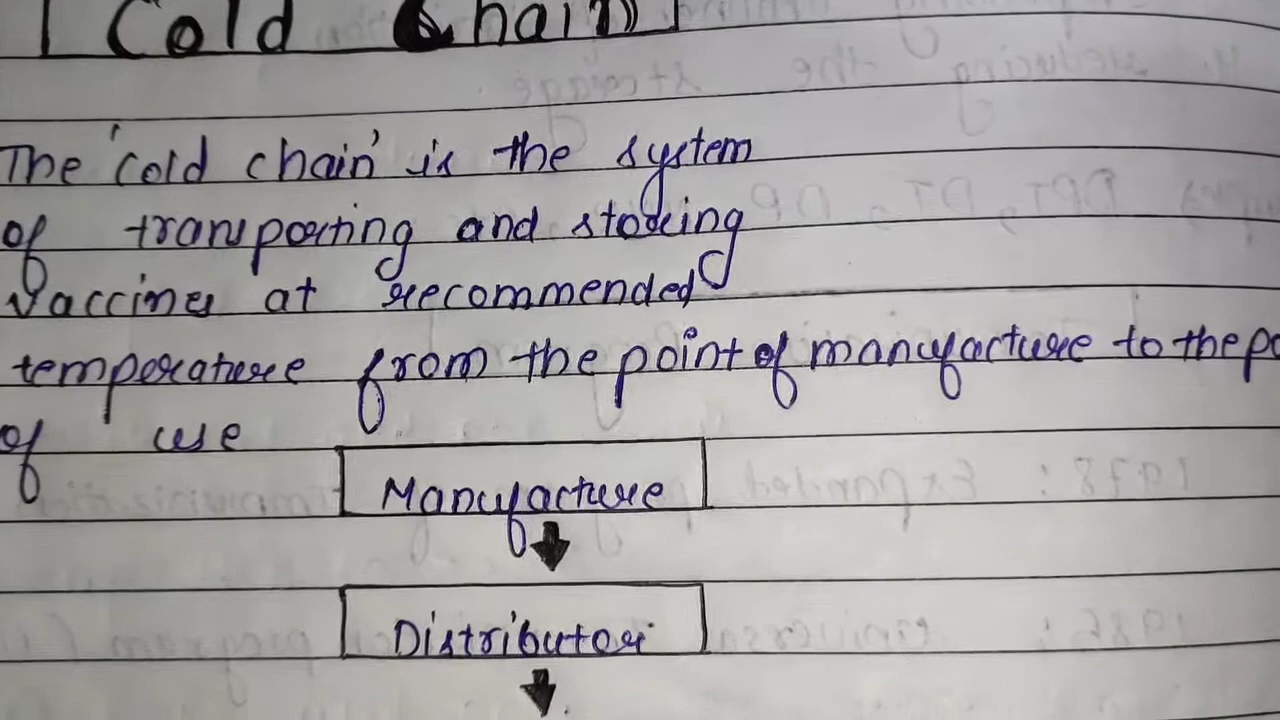 Cold Chain
The 'cold chain' is the system
of transporting and storing
Vaccines at recommended
temperature from the point of manufacture to the po
of use
Manufacture
Distributor